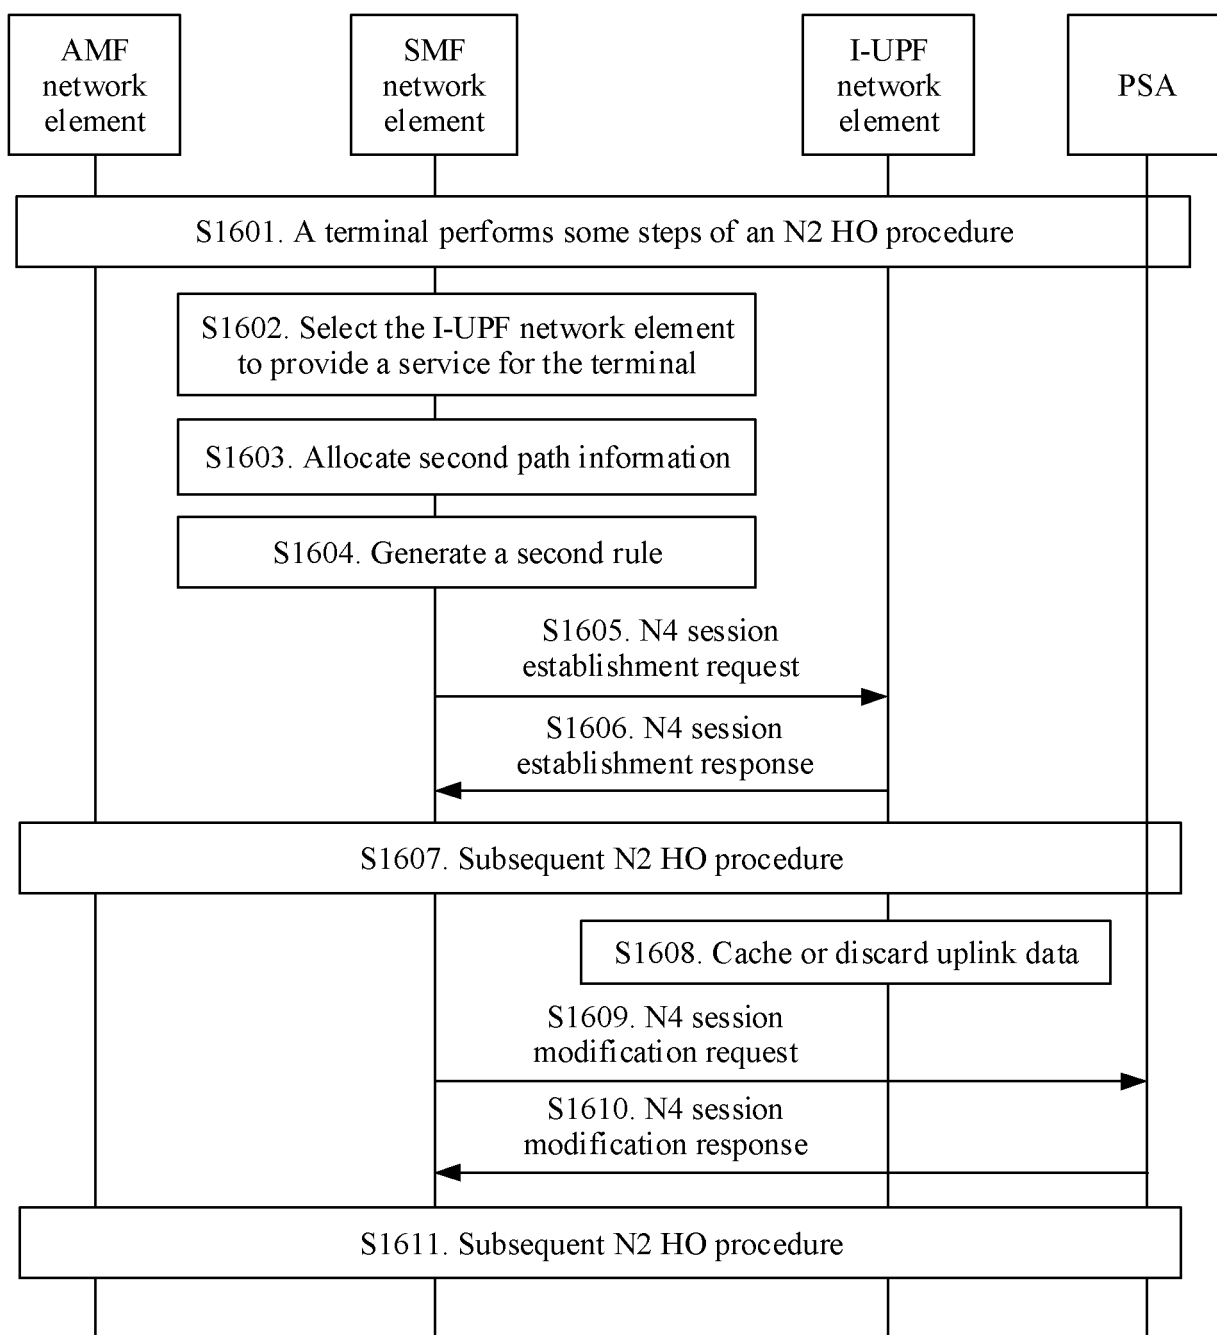 AMF
network
element
SMF
network
element
I-UPF
network
element
PSA
S1601. A terminal performs some steps of an N2 HO procedure
S1602. Select the I-UPF network element
to provide a service for the terminal
S1603. Allocate second path information
S1604. Generate a second rule
S1605. N4 session
establishment request
S1606. N4 session
establishment response
S1607. Subsequent N2 HO procedure
S1608. Cache or discard uplink data
S1609. N4 session
modification request
S1610. N4 session
modification response
S1611. Subsequent N2 HO procedure